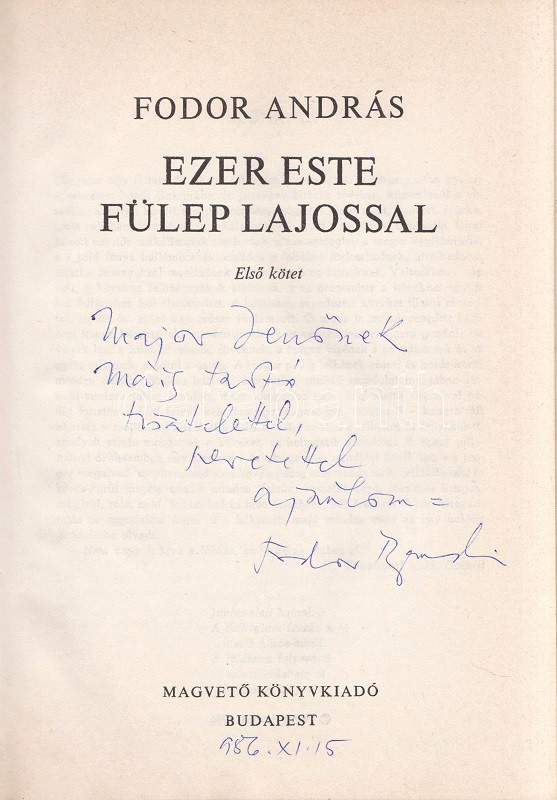 FODOR ANDRÁS
EZER ESTE
FÜLEP LAJOSSAL
Első kötet
Major Jenőnek
máig tartó
tisztelettel,
szeretettel
ajánlom =
Fodor András
MAGVETŐ KÖNYVKIADÓ
BUDAPEST
986. XI. 15